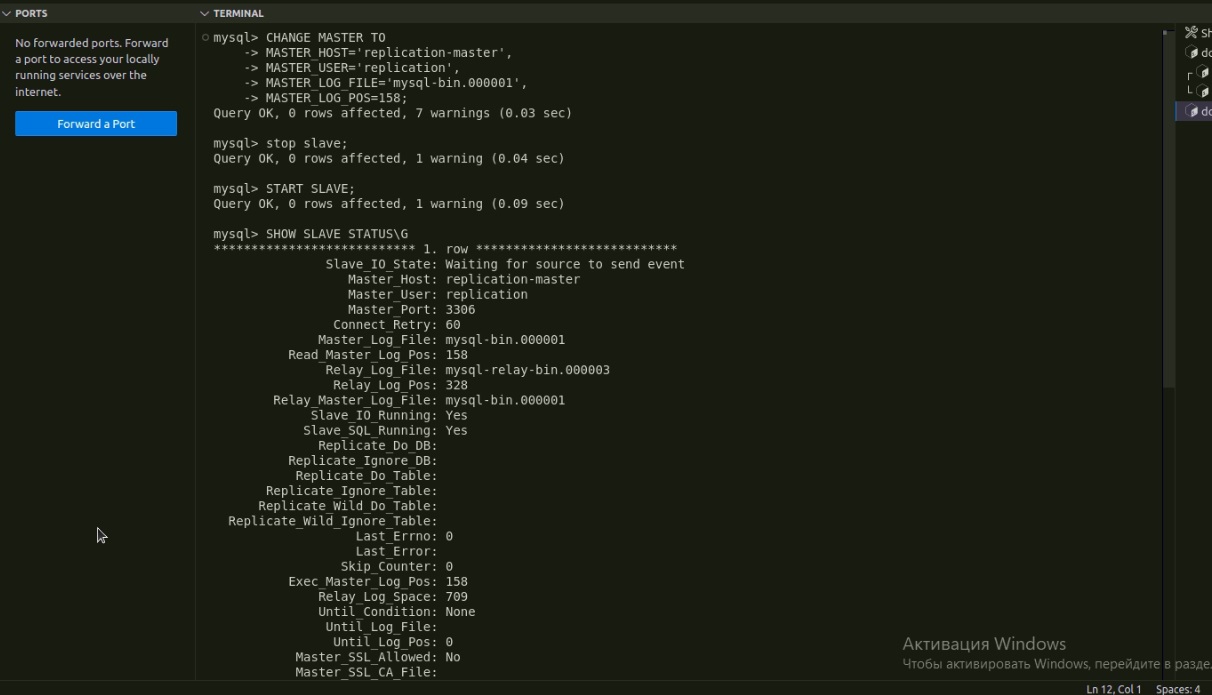 PORTS
No forwarded ports. Forward
a port to access your locally
running services over the
internet.
Forward a Port
TERMINAL
mysql> CHANGE MASTER TO
-> MASTER_HOST='replication-master',
-> MASTER_USER='replication',
-> MASTER_LOG_FILE='mysql-bin.000001',
-> MASTER_LOG_POS=158;
Query OK, 0 rows affected, 7 warnings (0.03 sec)
mysql> stop slave;
Query OK, 0 rows affected, 1 warning (0.04 sec)
mysql> START SLAVE;
Query OK, 0 rows affected, 1 warning (0.09 sec)
mysql> SHOW SLAVE STATUS\G
*************************** 1. row ***************************
Slave_IO_State: Waiting for source to send event
Master_Host: replication-master
Master_User: replication
Master_Port: 3306
Connect_Retry: 60
Master_Log_File: mysql-bin.000001
Read_Master_Log_Pos: 158
Relay_Log_File: mysql-relay-bin.000003
Relay_Log_Pos: 328
Relay_Master_Log_File: mysql-bin.000001
Slave_IO_Running: Yes
Slave_SQL_Running: Yes
Replicate_Do_DB:
Replicate_Ignore_DB:
Replicate_Do_Table:
Replicate_Ignore_Table:
Replicate_Wild_Do_Table:
Replicate_Wild_Ignore_Table:
Last_Errno: 0
Last_Error:
Skip_Counter: 0
Exec_Master_Log_Pos: 158
Relay_Log_Space: 709
Until_Condition: None
Until_Log_File:
Until_Log_Pos: 0
Master_SSL_Allowed: No
Master_SSL_CA_File:
Активация Windows
Чтобы активировать Windows, перейдите в разде
Ln 12, Col 1 Spaces: 4